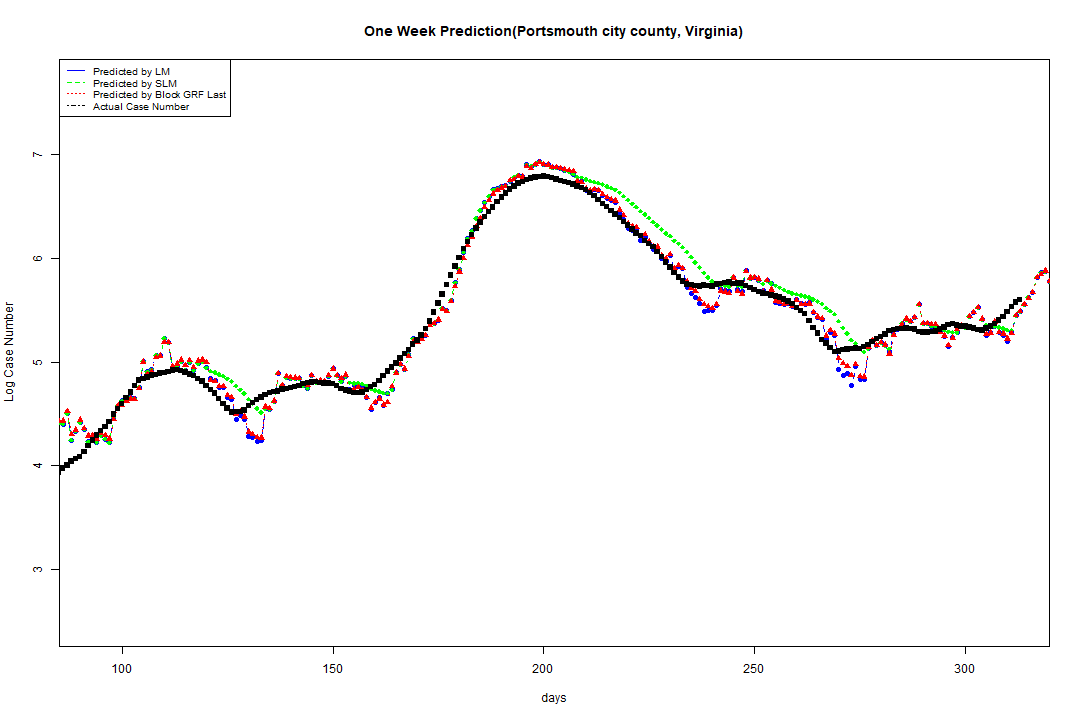 One Week Prediction(Portsmouth city county, Virginia)
Predicted by LM
Predicted by SLM
Predicted by Block GRF Last
Actual Case Number
Log Case Number
7
6
5
4
3
100 150 200 250 300
days